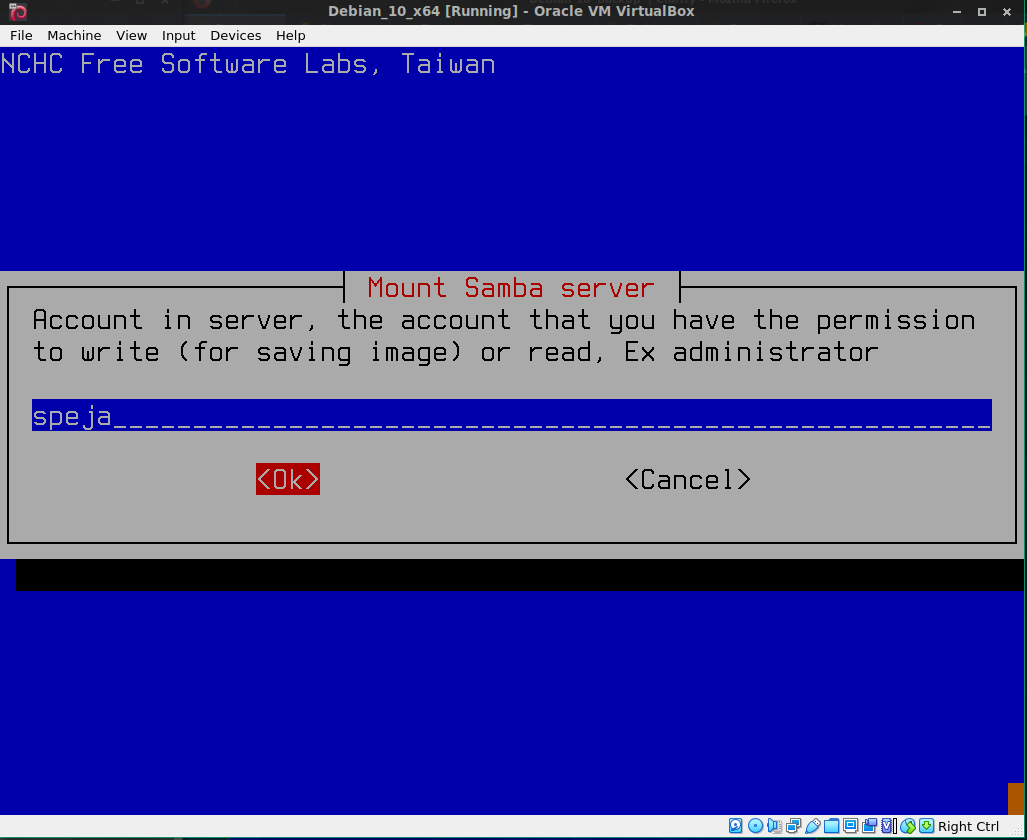 Debian_10_x64 [Running] - Oracle VM VirtualBox
File Machine View Input Devices Help
NCHC Free Software Labs, Taiwan
Mount Samba server
Account in server, the account that you have the permission
to write (for saving image) or read, Ex administrator
speja
<Ok> <Cancel>
Right Ctrl